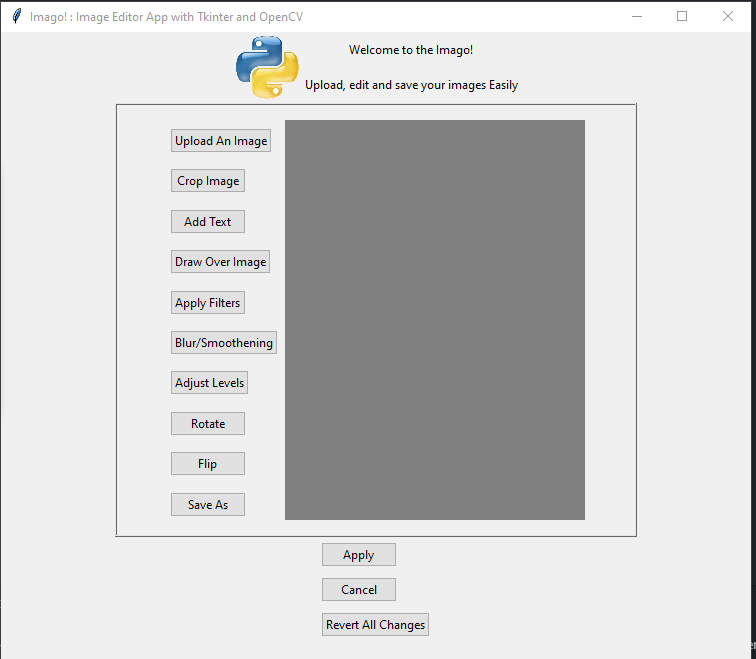 Imago! : Image Editor App with Tkinter and OpenCV
Welcome to the Imago!
Upload, edit and save your images Easily
Upload An Image
Crop Image
Add Text
Draw Over Image
Apply Filters
Blur/Smoothening
Adjust Levels
Rotate
Flip
Save As
Apply
Cancel
Revert All Changes